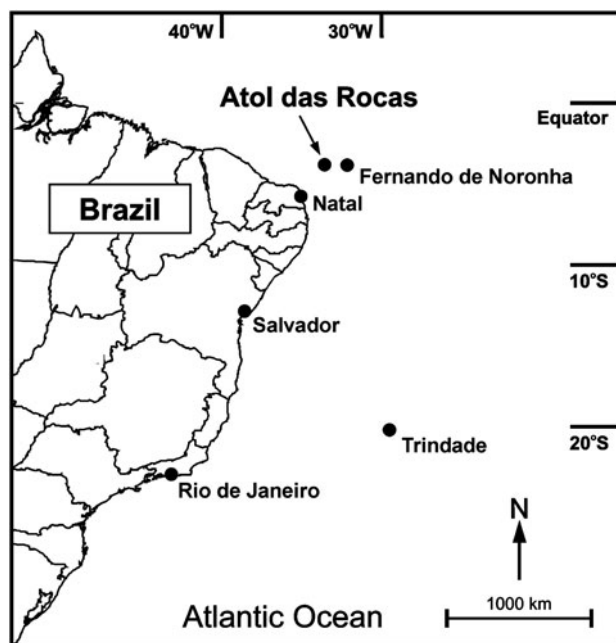 40°W
30°W
Atol das Rocas
Equator
Fernando de Noronha
Natal
Brazil
10°S
Salvador
Trindade
20°S
Rio de Janeiro
N
1000 km
Atlantic Ocean